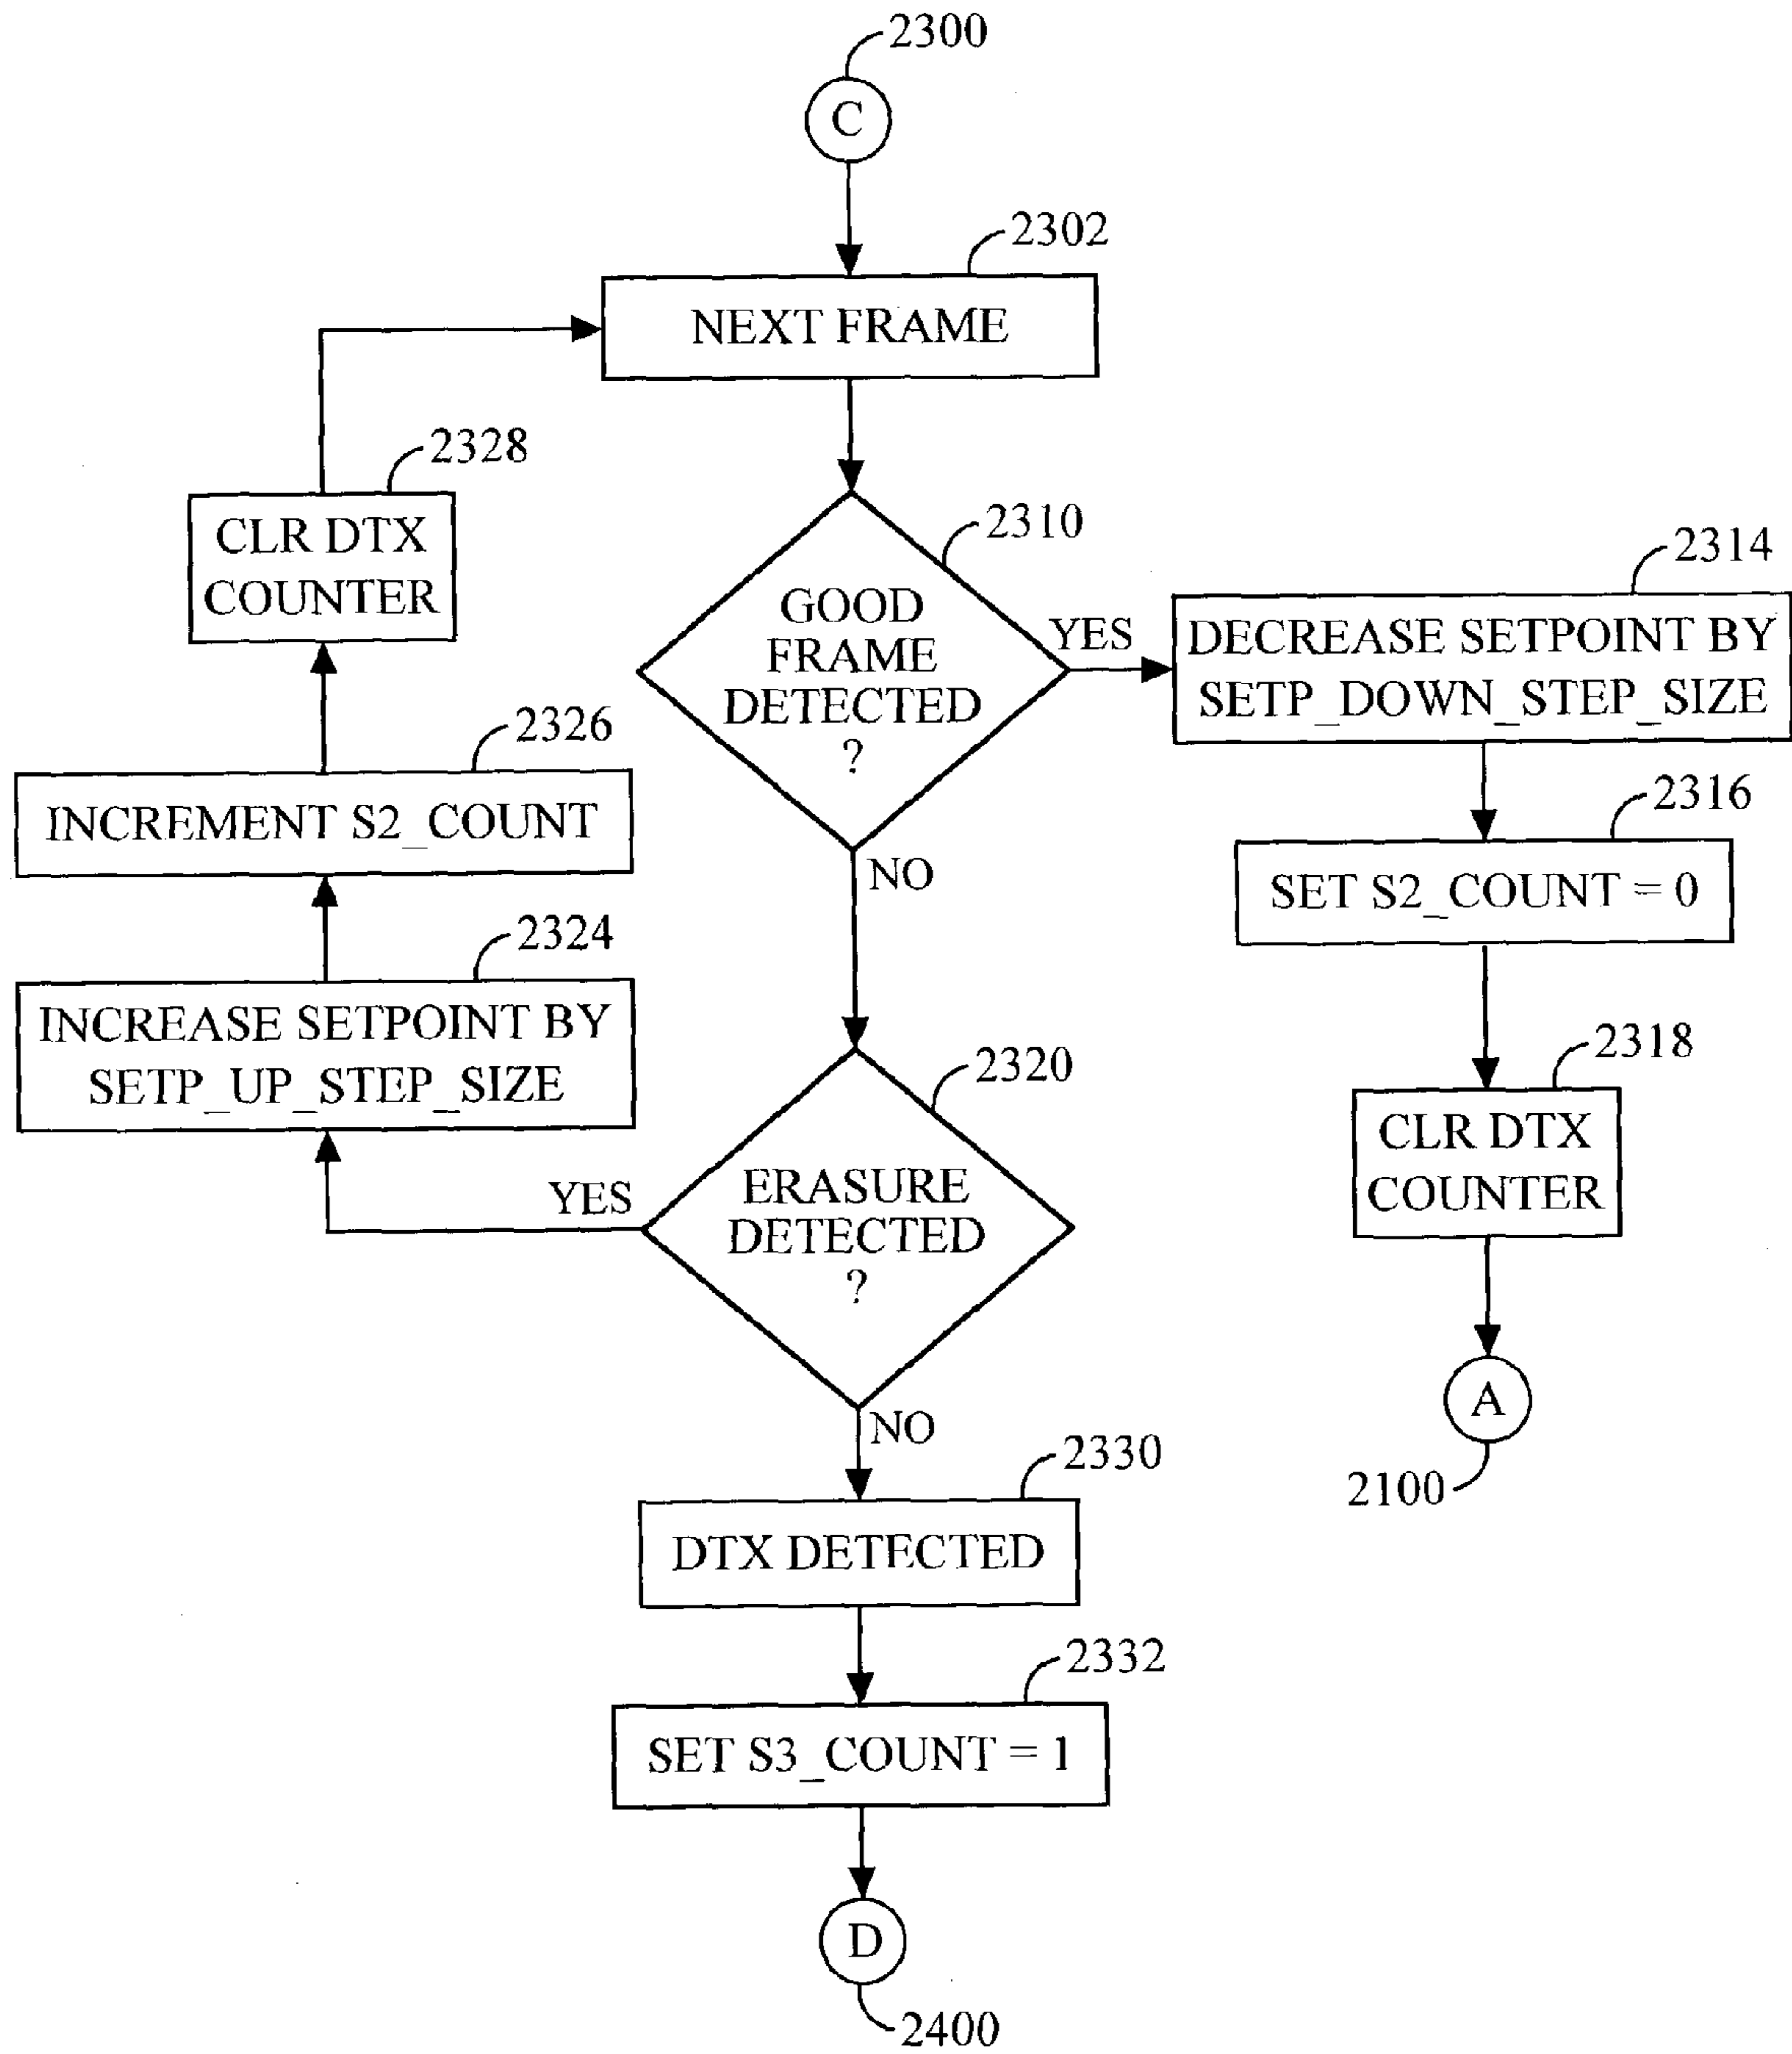 2300
C
2302
NEXT FRAME
2328
CLR DTX
COUNTER
2310
GOOD
FRAME
DETECTED
?
YES
2314
DECREASE SETPOINT BY
SETP_DOWN_STEP_SIZE
2326
INCREMENT S2_COUNT
NO
2316
SET S2_COUNT = 0
2324
INCREASE SETPOINT BY
SETP_UP_STEP_SIZE
2320
ERASURE
DETECTED
?
YES
2318
CLR DTX
COUNTER
A
2100
NO
2330
DTX DETECTED
2332
SET S3_COUNT = 1
D
2400